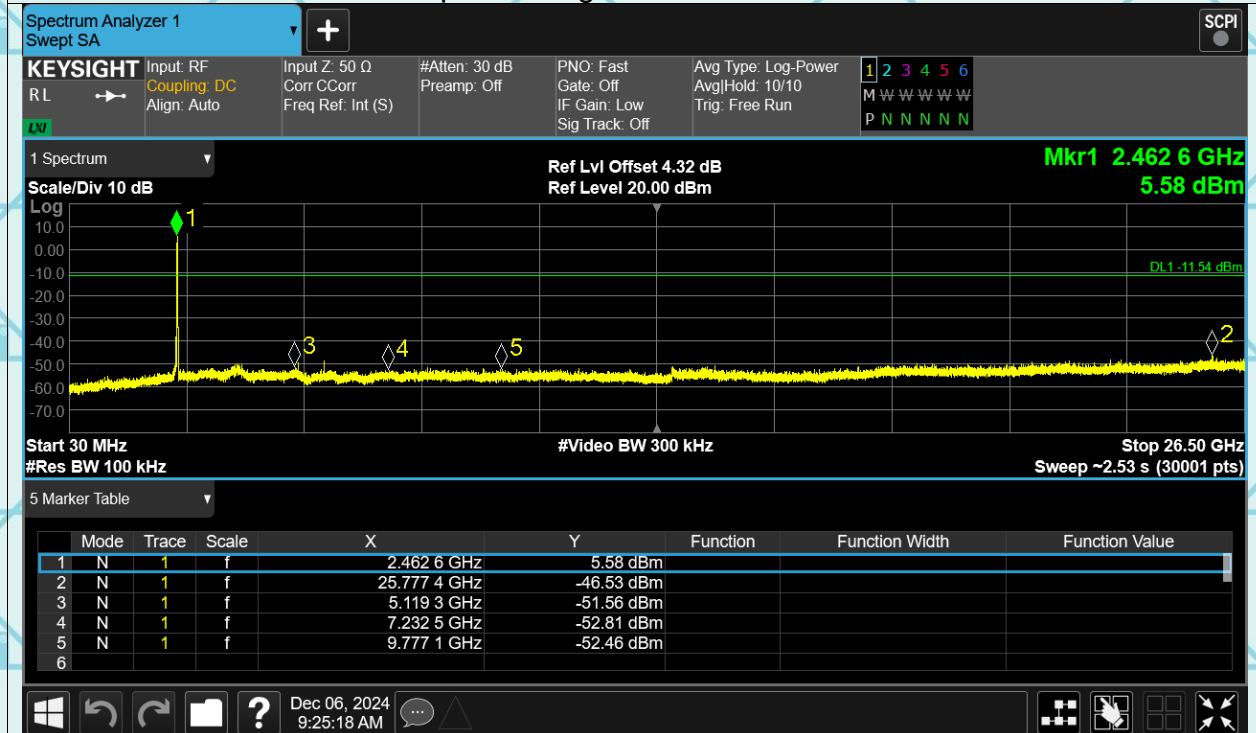 Spectrum Analyzer 1
Swept SA
+
SCPI
KEYSIGHT
RL
LXI
Input: RF
Coupling: DC
Align: Auto
Input Z: 50 Ω
Corr CCorr
Freq Ref: Int (S)
#Atten: 30 dB
Preamp: Off
PNO: Fast
Gate: Off
IF Gain: Low
Sig Track: Off
Avg Type: Log-Power
Avg|Hold: 10/10
Trig: Free Run
1 2 3 4 5 6
M W W W W W
P N N N N N
1 Spectrum
Scale/Div 10 dB
Ref Lvl Offset 4.32 dB
Ref Level 20.00 dBm
Mkr1 2.462 6 GHz
5.58 dBm
Log
10.0
0.00
-10.0
-20.0
-30.0
-40.0
-50.0
-60.0
-70.0
1
DL1 -11.54 dBm
3
4
5
2
Start 30 MHz
#Video BW 300 kHz
Stop 26.50 GHz
#Res BW 100 kHz
Sweep ~2.53 s (30001 pts)
5 Marker Table
Mode Trace Scale X Y Function Function Width Function Value
1 N 1 f 2.462 6 GHz 5.58 dBm
2 N 1 f 25.777 4 GHz -46.53 dBm
3 N 1 f 5.119 3 GHz -51.56 dBm
4 N 1 f 7.232 5 GHz -52.81 dBm
5 N 1 f 9.777 1 GHz -52.46 dBm
6
?
Dec 06, 2024
9:25:18 AM